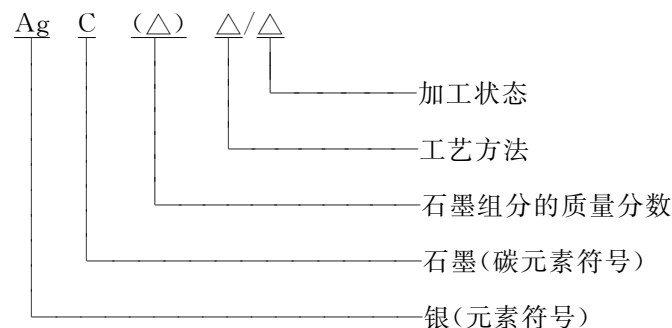 Ag C (△) △/△
加工状态
工艺方法
石墨组分的质量分数
石墨(碳元素符号)
银(元素符号)